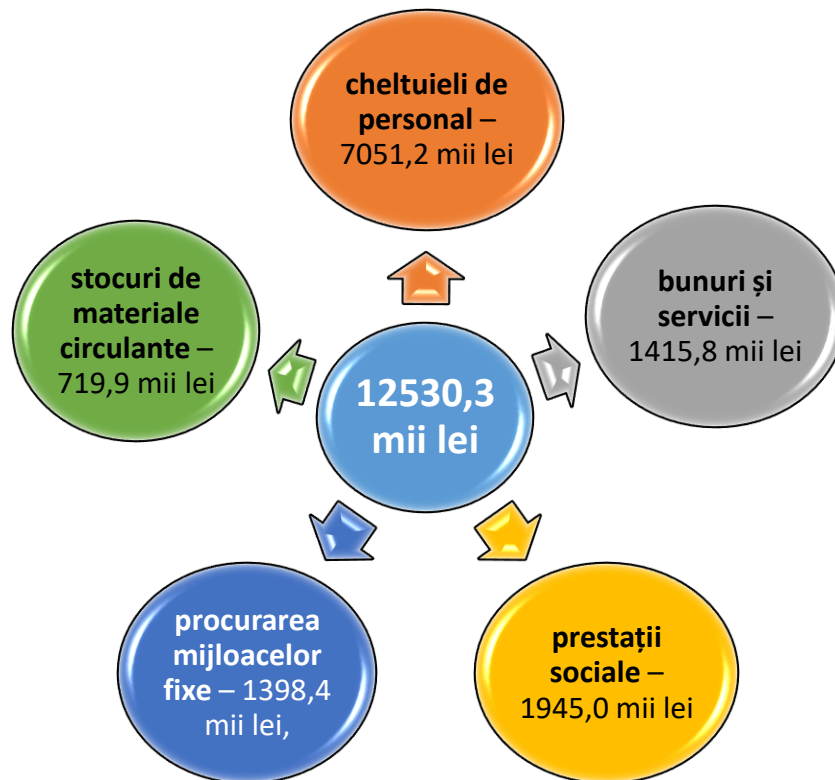 cheltuieli de
personal –
7051,2 mii lei
bunuri și
servicii –
1415,8 mii lei
prestații
sociale –
1945,0 mii lei
procurarea
mijloacelor
fixe – 1398,4
mii lei,
stocuri de
materiale
circulante –
719,9 mii lei
12530,3
mii lei